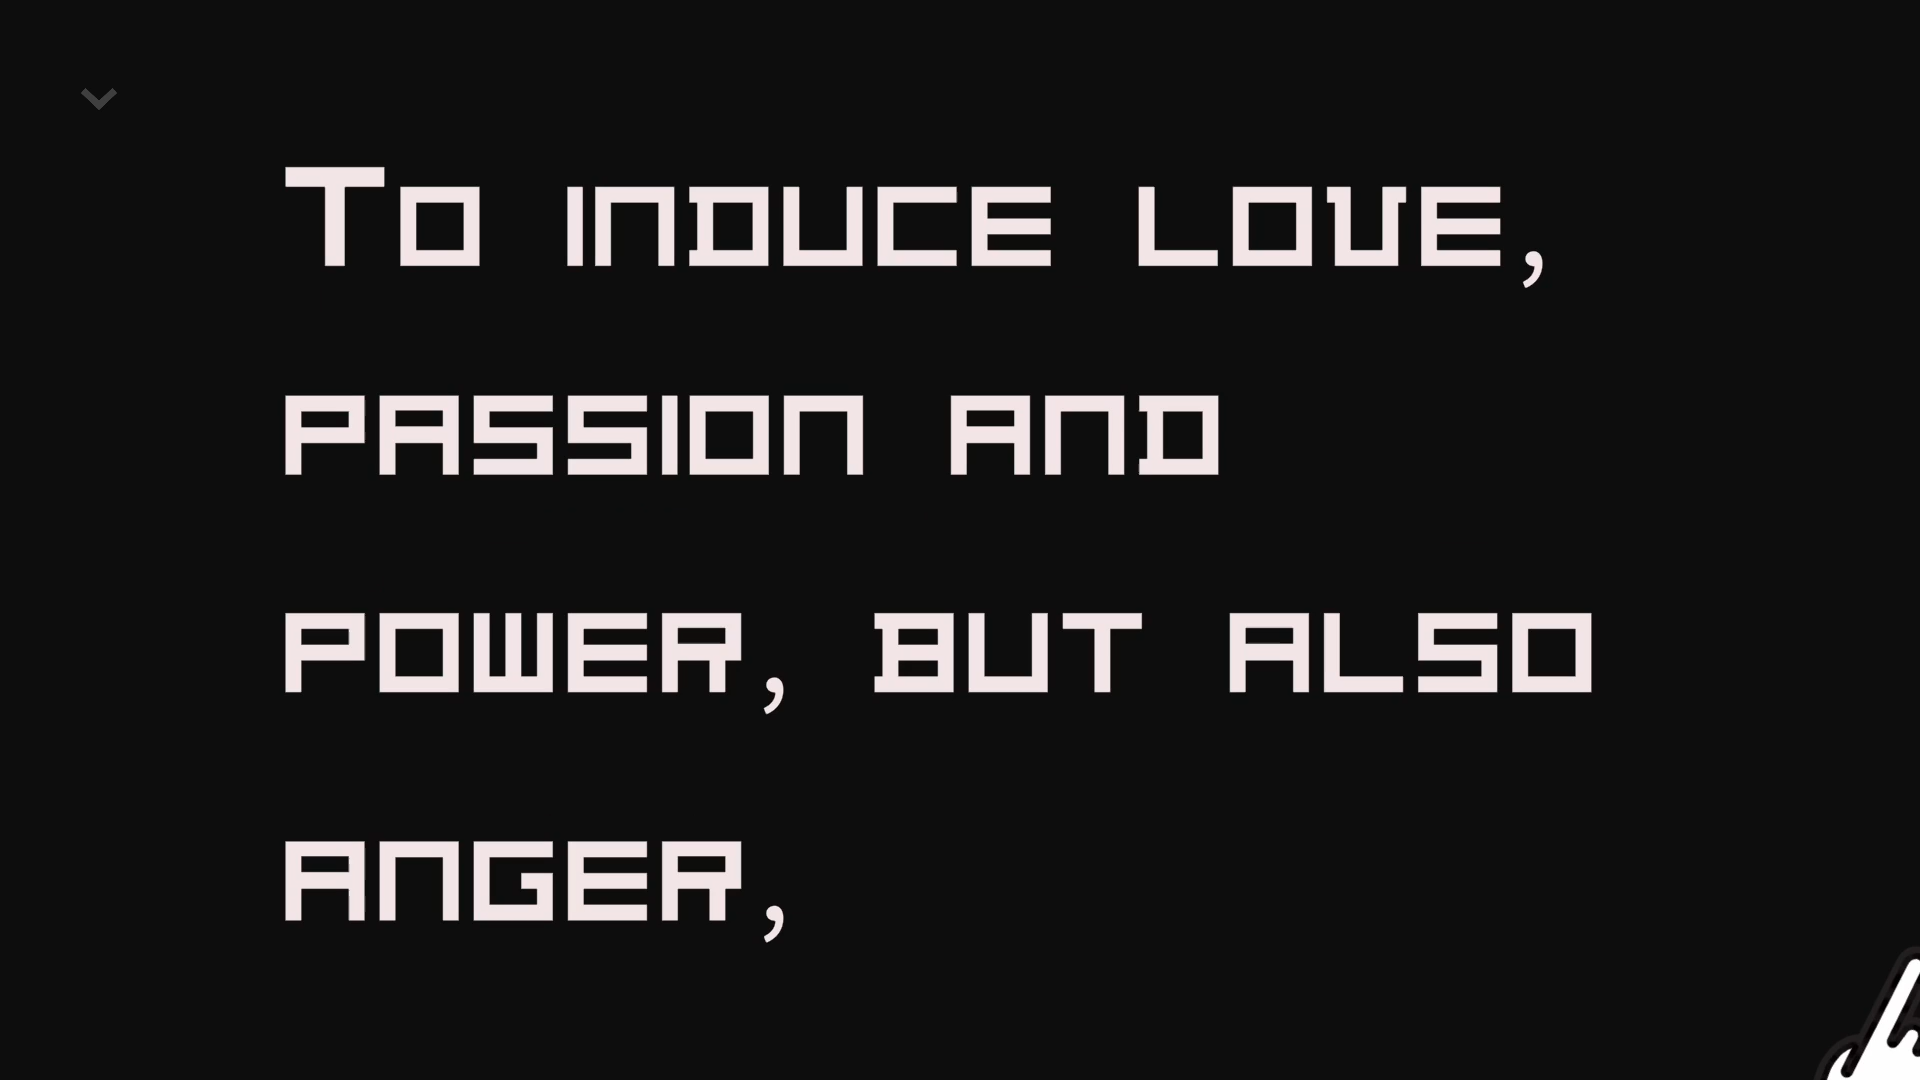 To induce love,
passion and
power, but also
anger,